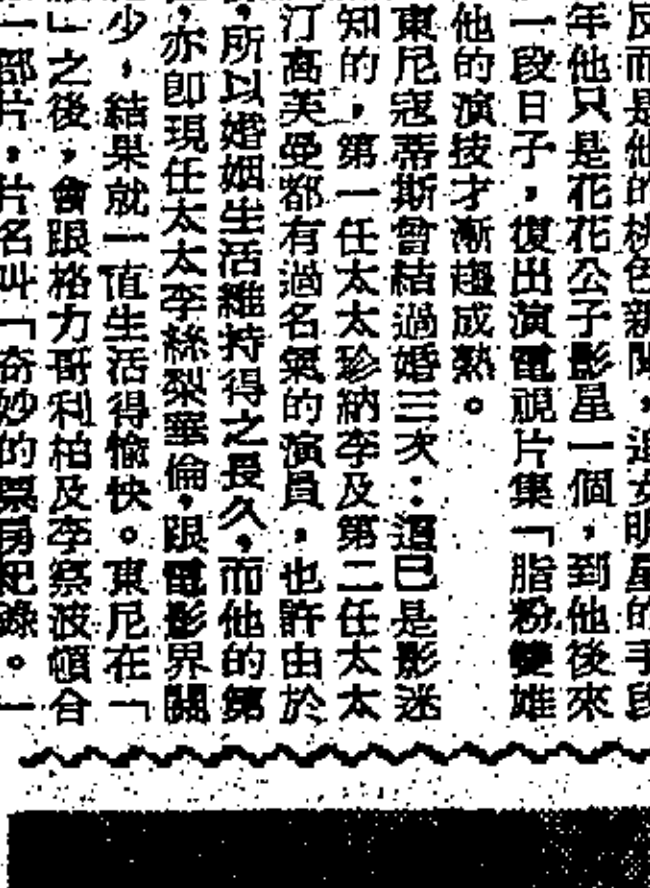 反而是他的桃色新聞，追女明星的手段
年他只是花花公子影星一個，到他後來
一段日子，復出演電視片集「脂粉雙雄
他的演技才漸趨成熟。
東尼寇蒂斯曾結過婚三次：這已是影迷
知的，第一任太太珍納李及第二任太太
汀高芙曼都有過名氣的演員，也許由於
，所以婚姻生活維持得之長久，而他的第
，亦即現任太太李絲梨華倫，跟電影界關
少，結果就一值生活得愉快。東尼在「
」之後，會跟格力哥利柏及李察波頓合
一部片，片名叫「奇妙的票房紀錄。一